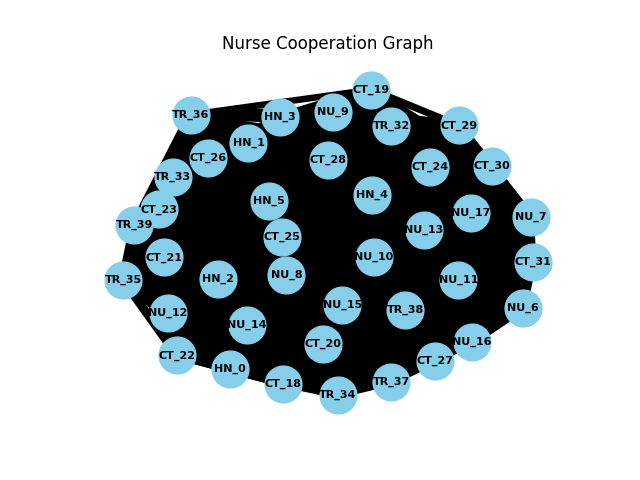 Nurse Cooperation Graph
CT_19
NU_9
TR_36
HN_3
TR_32
CT_29
HN_1
CT_26
CT_28
CT_24
CT_30
TR_33
HN_4
HN_5
CT_23
NU_17
NU_7
TR_39
NU_13
CT_25
CT_21
NU_10
CT_31
NU_8
HN_2
TR_35
NU_11
NU_15
NU_6
TR_38
NU_12
NU_14
NU_16
CT_20
CT_22
CT_27
HN_0
TR_37
CT_18
TR_34